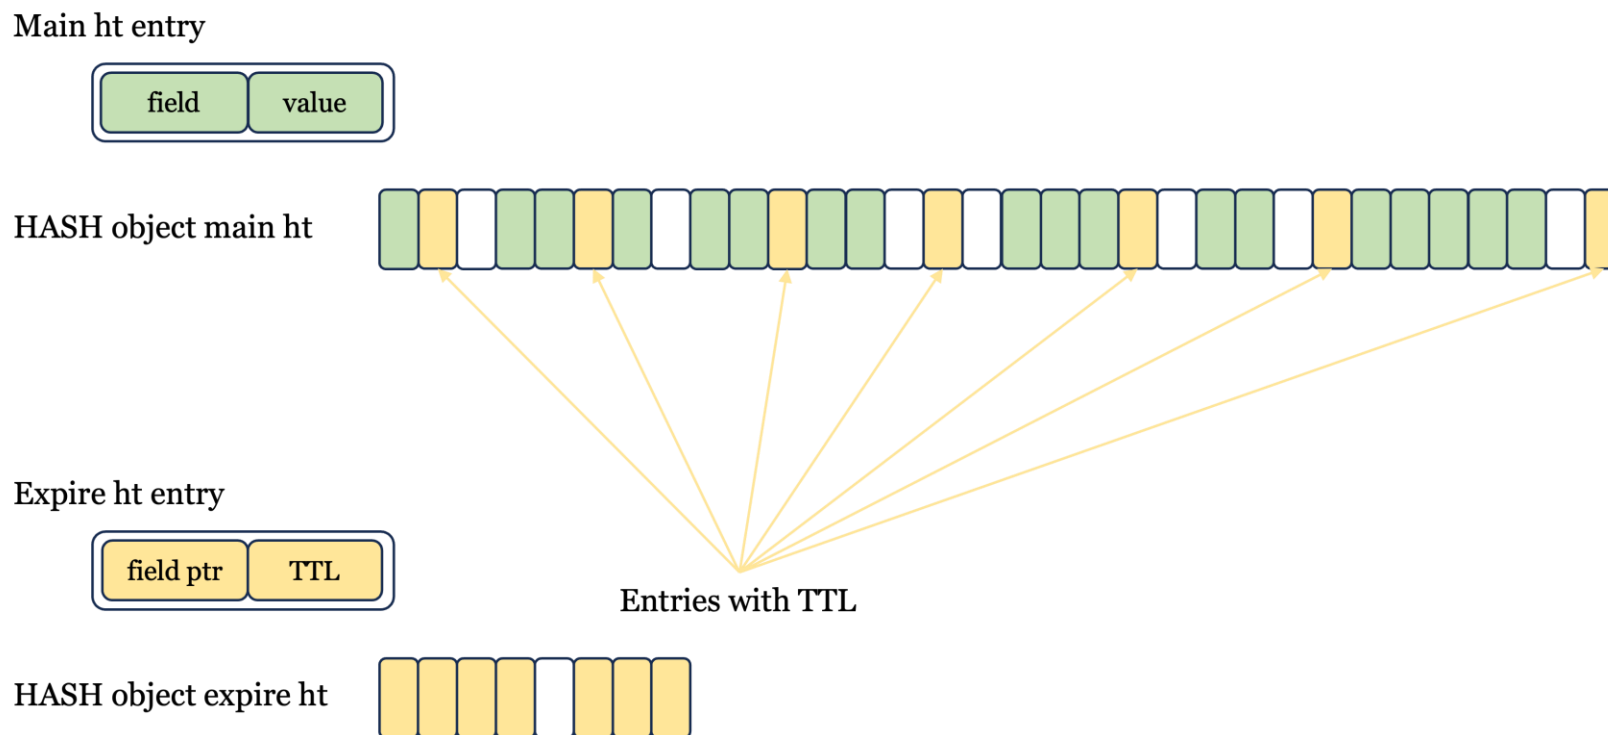 Main ht entry
field value
HASH object main ht
Expire ht entry
field ptr TTL
Entries with TTL
HASH object expire ht